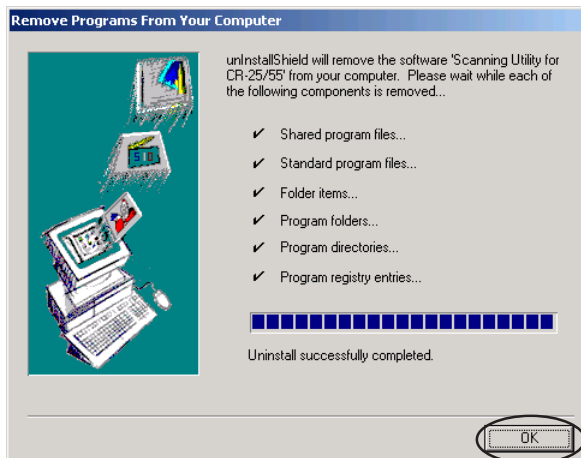 Remove Programs From Your Computer
unInstallShield will remove the software 'Scanning Utility for
CR-25/55' from your computer. Please wait while each of
the following components is removed...
✔ Shared program files...
✔ Standard program files...
✔ Folder items...
✔ Program folders...
✔ Program directories...
✔ Program registry entries...
Uninstall successfully completed.
OK